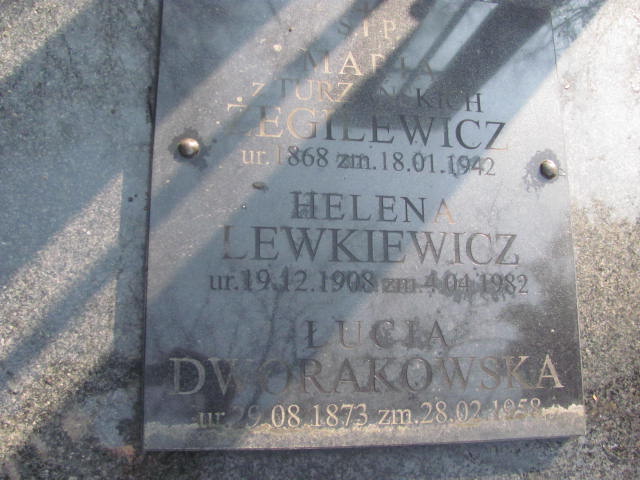 Ś P
MARIA
Z TURZAŃSKICH
ŻEGILEWICZ
ur.1868 zm.18.01.1942
HELENA
LEWKIEWICZ
ur.19.12.1908 zm.4.04.1982
ŁUCJA
DWORAKOWSKA
ur.29.08 1873 zm.28.02.1958